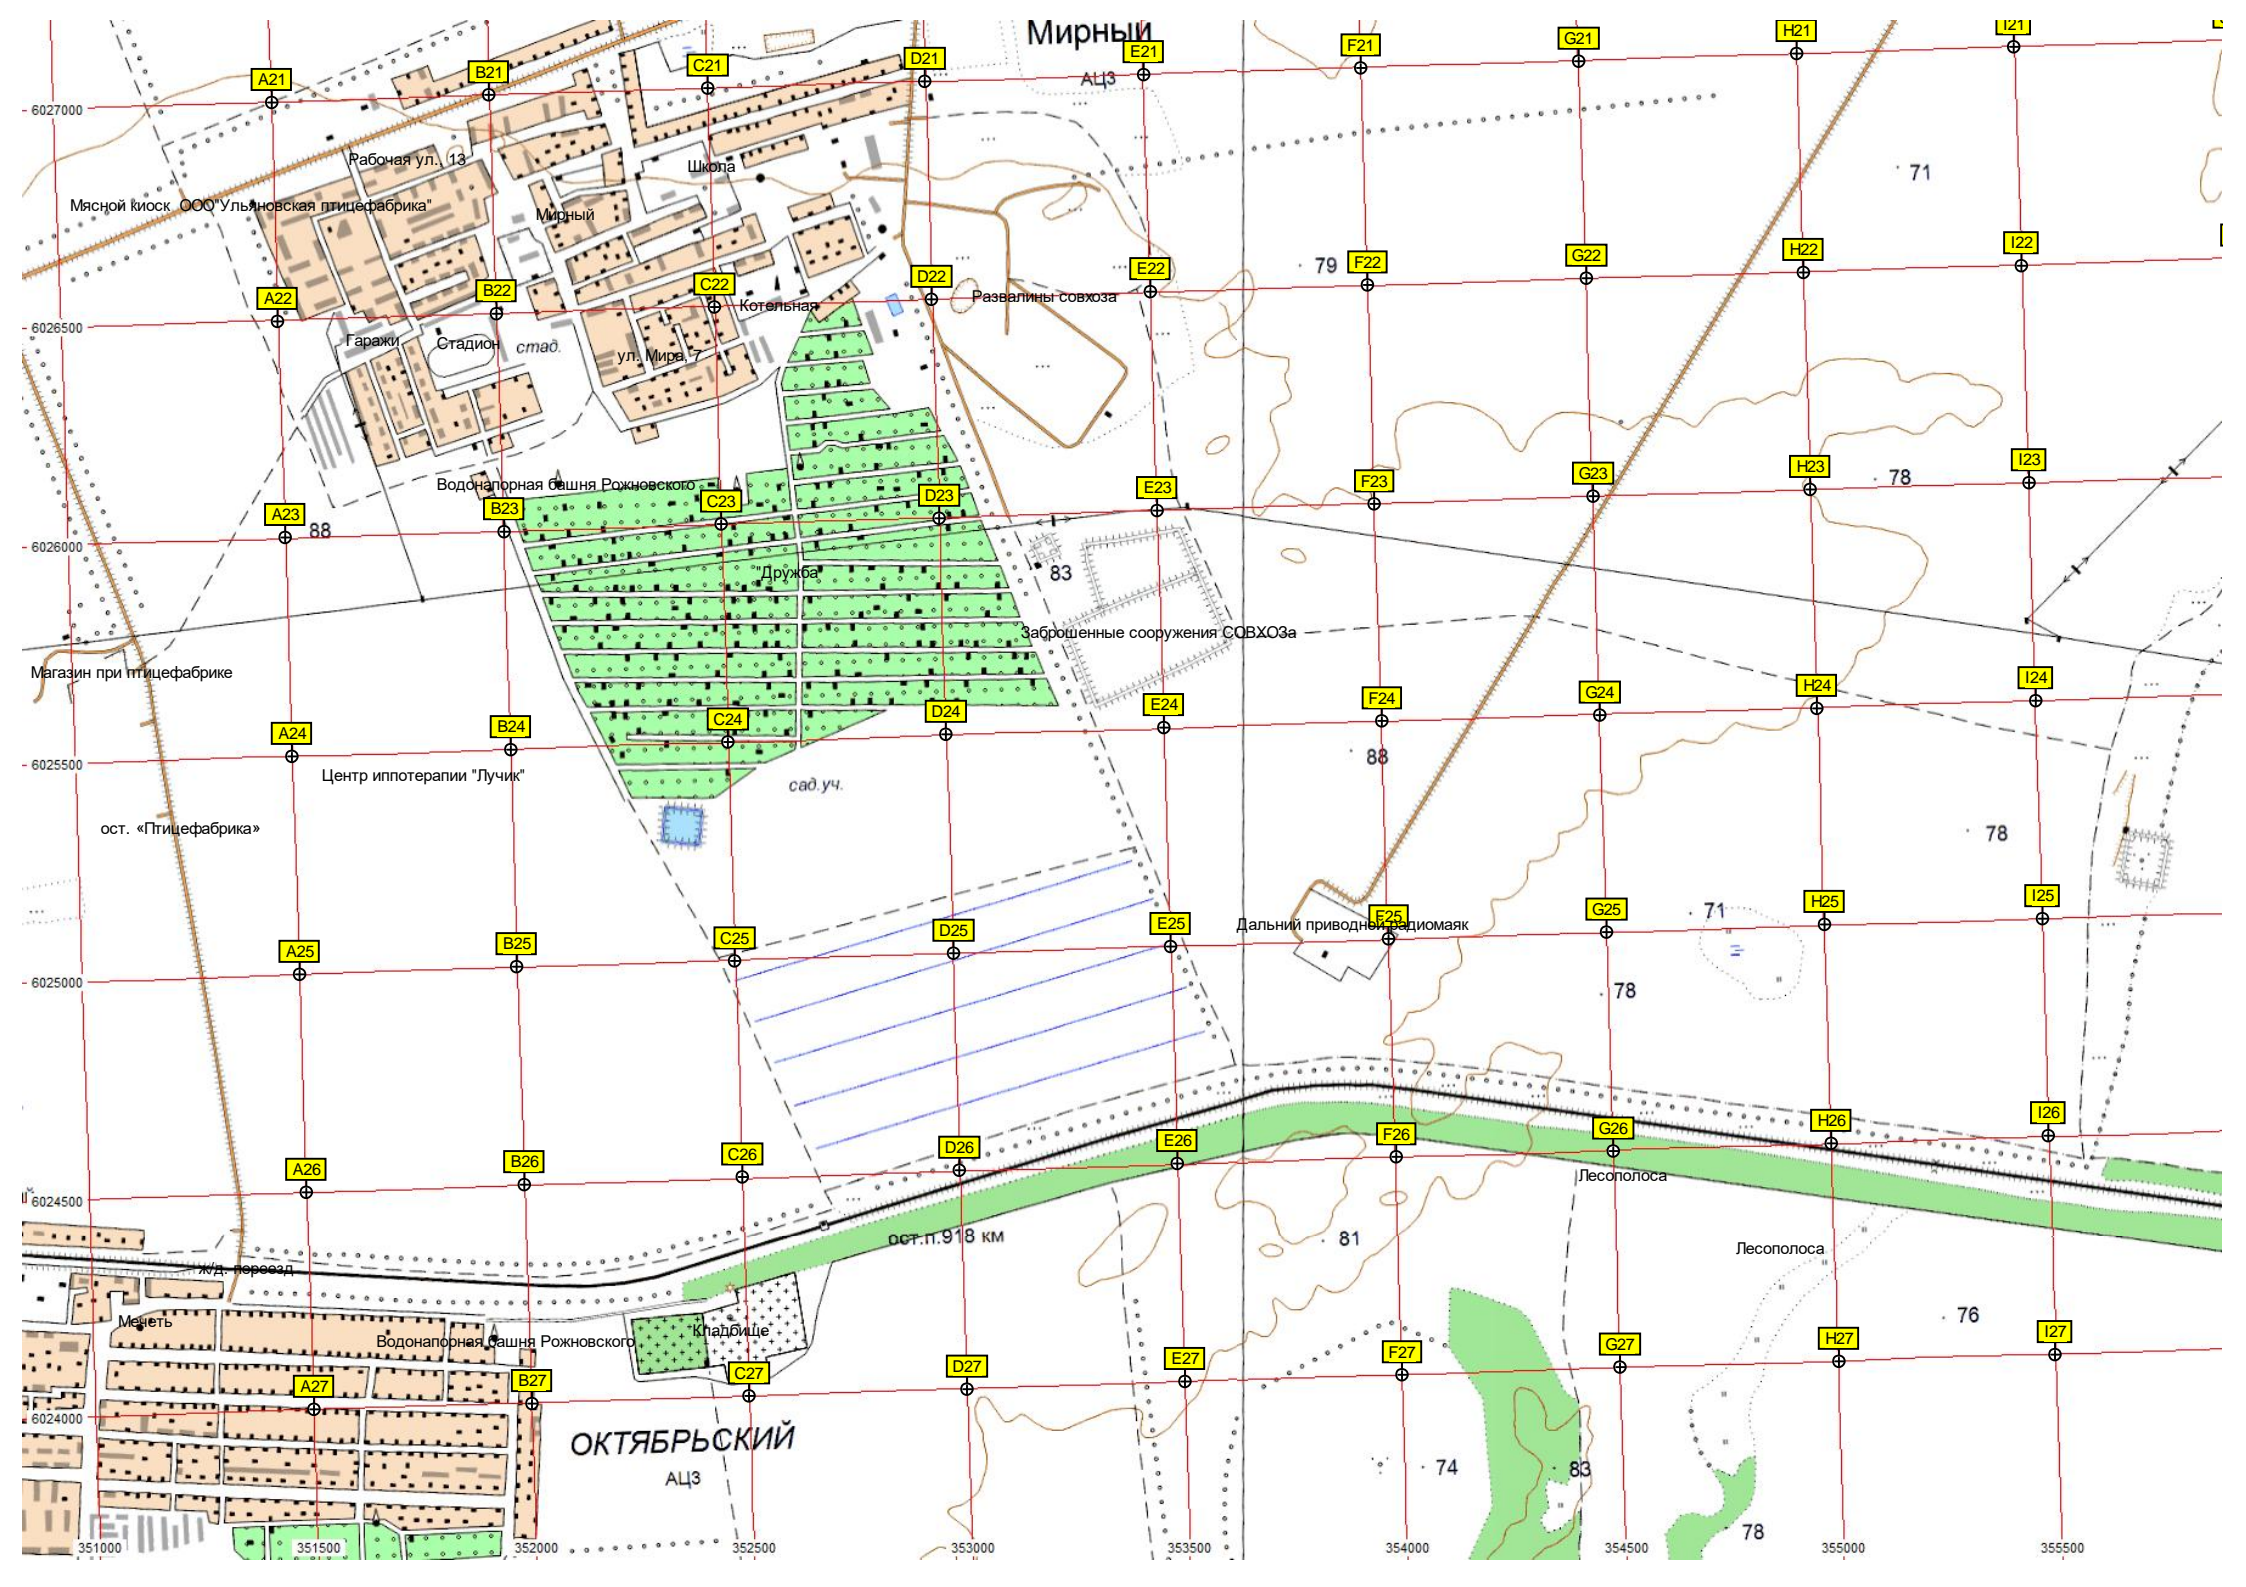 Мирный
АЦЗ
A21
B21
C21
D21
E21
F21
G21
H21
I21
6027000
Рабочая ул., 13
Школа
71
Мясной киоск ООО"Ульяновская птицефабрика"
Мирный
A22
B22
C22
D22
E22
79
F22
G22
H22
I22
Котельная
Развалины совхоза
6026500
Гаражи
Стадион
стад.
ул. Мира, 7
Водонапорная башня Рожновского
A23
88
B23
C23
D23
E23
F23
G23
H23
78
I23
6026000
"Дружба"
83
Заброшенные сооружения СОВХОЗа
Магазин при птицефабрике
A24
B24
C24
D24
E24
F24
G24
H24
I24
6025500
88
Центр иппотерапии "Лучик"
сад.уч.
ост. «Птицефабрика»
78
A25
B25
C25
D25
E25
F25
G25
71
H25
I25
Дальний приводной радиомаяк
6025000
78
A26
B26
C26
D26
E26
F26
G26
H26
I26
Лесополоса
6024500
ост.п.918 км
81
Лесополоса
ж/д. переезд
Мечеть
Кладбище
Водонапорная башня Рожновского
76
A27
B27
C27
D27
E27
F27
G27
H27
I27
6024000
ОКТЯБРЬСКИЙ
АЦЗ
74
83
78
351000
351500
352000
352500
353000
353500
354000
354500
355000
355500